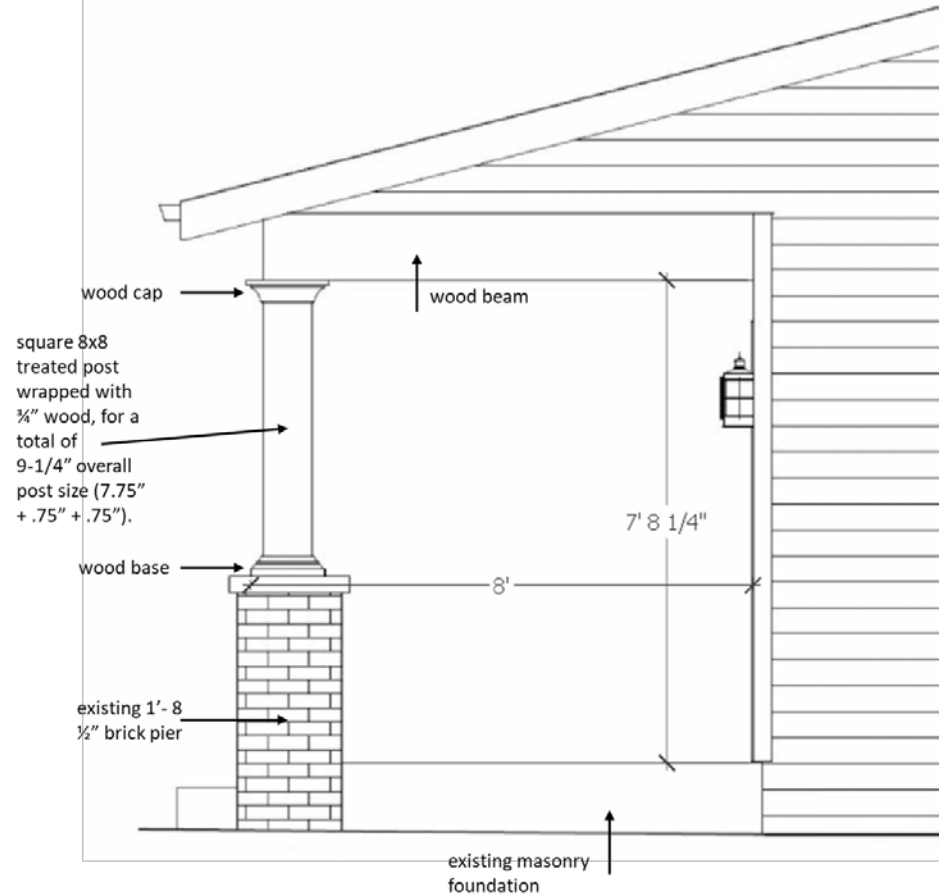 wood cap
wood beam
square 8x8
treated post
wrapped with
¾” wood, for a
total of
9-1/4” overall
post size (7.75”
+ .75” + .75”).
7' 8 1/4"
wood base
8'
existing 1’- 8
½” brick pier
existing masonry
foundation